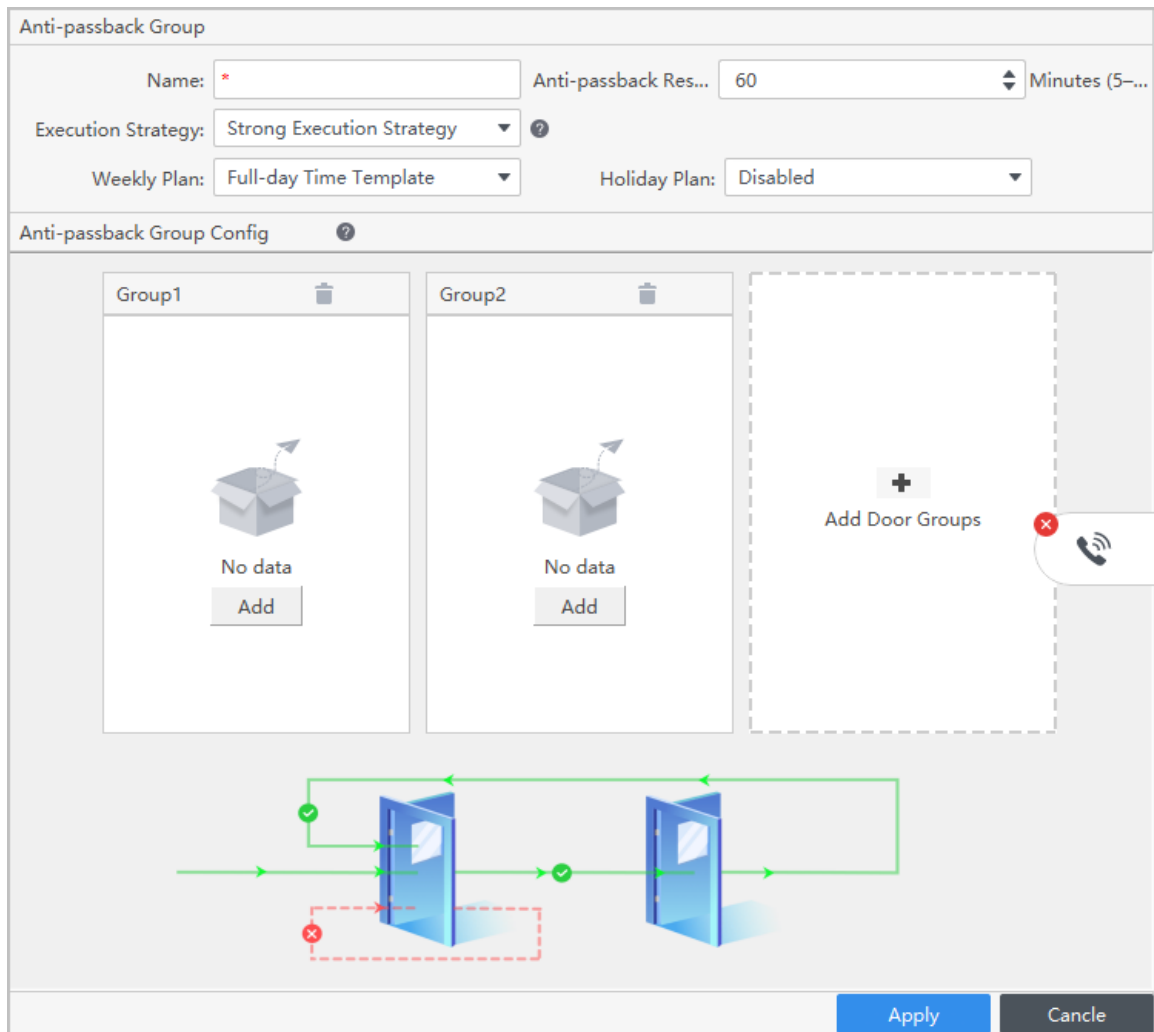 Anti-passback Group
Name: * Anti-passback Res... 60 Minutes (5–...
Execution Strategy: Strong Execution Strategy
Weekly Plan: Full-day Time Template Holiday Plan: Disabled
Anti-passback Group Config
Group1 Group2
Add Door Groups
No data No data
Add Add
Apply Cancle